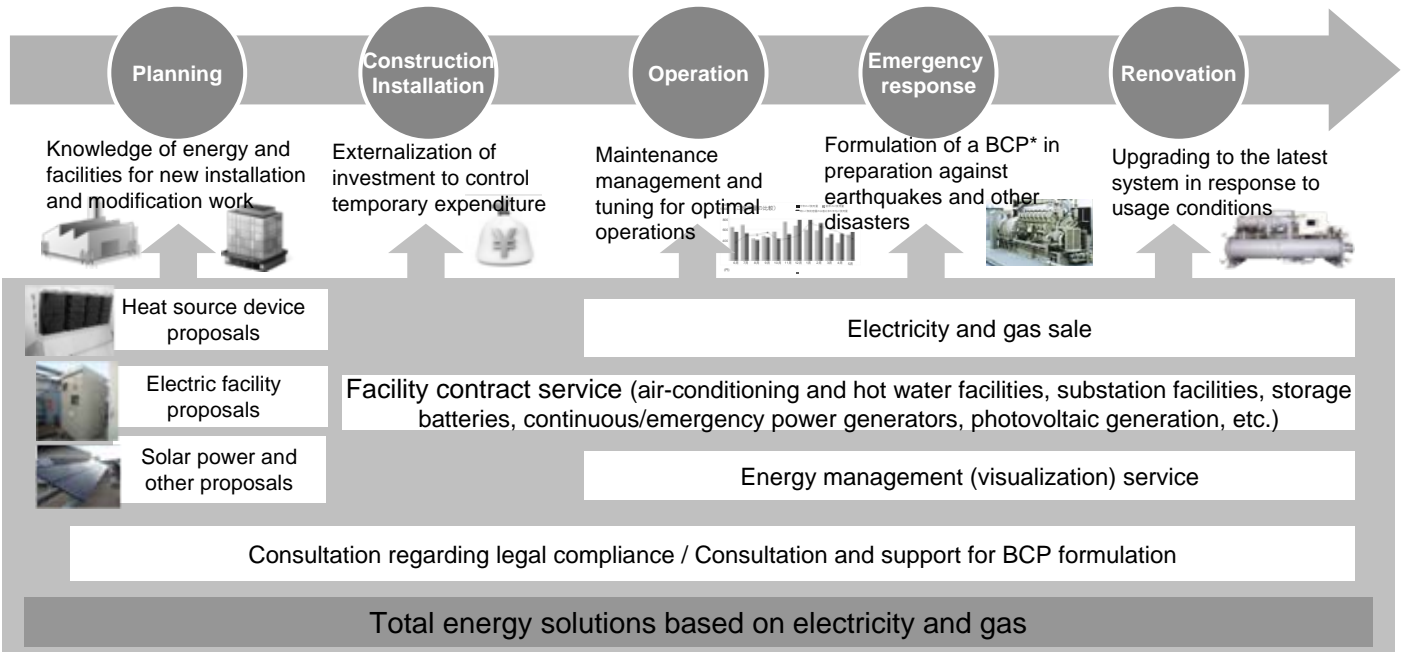 Planning
Construction
Installation
Operation
Emergency
response
Renovation
Knowledge of energy and
facilities for new installation
and modification work
Externalization of
investment to control
temporary expenditure
Maintenance
management and
tuning for optimal
operations
Formulation of a BCP* in
preparation against
earthquakes and other
disasters
Upgrading to the latest
system in response to
usage conditions
¥
Heat source device
proposals
Electricity and gas sale
Electric facility
proposals
Facility contract service (air-conditioning and hot water facilities, substation facilities, storage
batteries, continuous/emergency power generators, photovoltaic generation, etc.)
Solar power and
other proposals
Energy management (visualization) service
Consultation regarding legal compliance / Consultation and support for BCP formulation
Total energy solutions based on electricity and gas